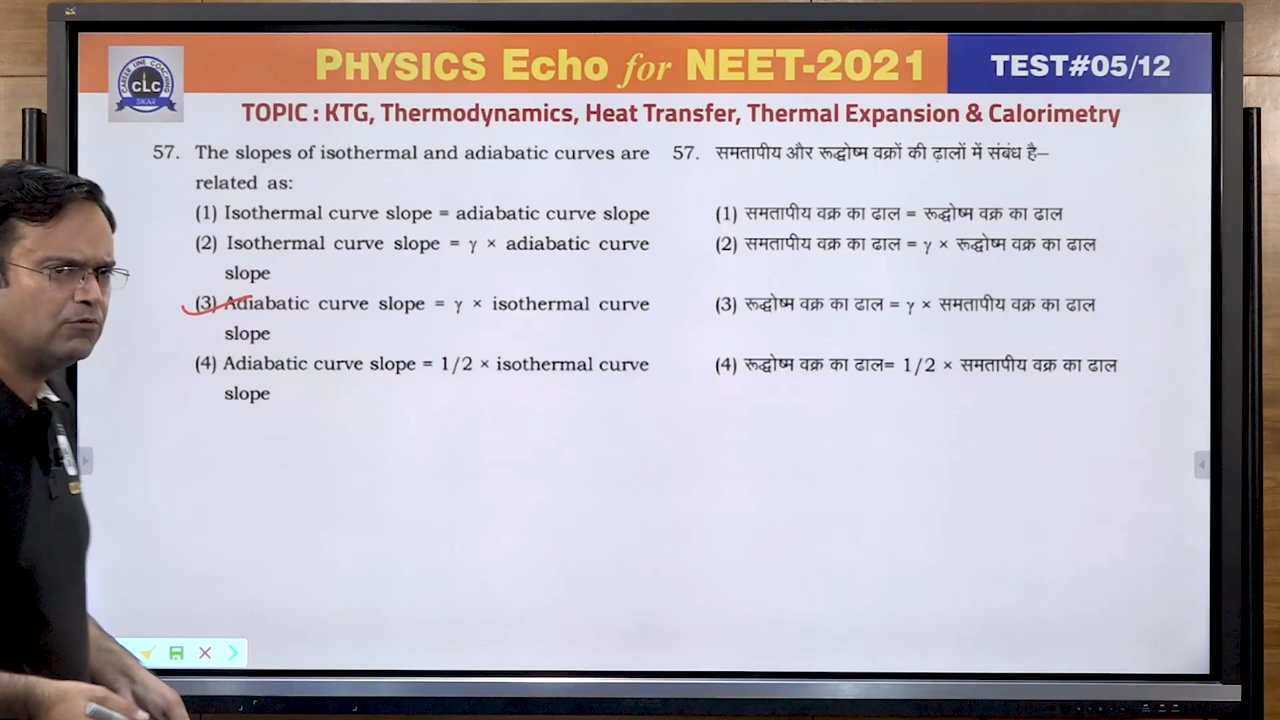 PHYSICS Echo for NEET-2021
TEST#05/12
CLC
SIKAR
TOPIC : KTG, Thermodynamics, Heat Transfer, Thermal Expansion & Calorimetry
57. The slopes of isothermal and adiabatic curves are
related as:
(1) Isothermal curve slope = adiabatic curve slope
(2) Isothermal curve slope = γ × adiabatic curve
slope
(3) Adiabatic curve slope = γ × isothermal curve
slope
(4) Adiabatic curve slope = 1/2 × isothermal curve
slope
57. समतापीय और रूद्धोष्म वक्रों की ढ़ालों में संबंध है–
(1) समतापीय वक्र का ढाल = रूद्धोष्म वक्र का ढाल
(2) समतापीय वक्र का ढाल = γ × रूद्धोष्म वक्र का ढाल
(3) रूद्धोष्म वक्र का ढाल = γ × समतापीय वक्र का ढाल
(4) रूद्धोष्म वक्र का ढाल= 1/2 × समतापीय वक्र का ढाल